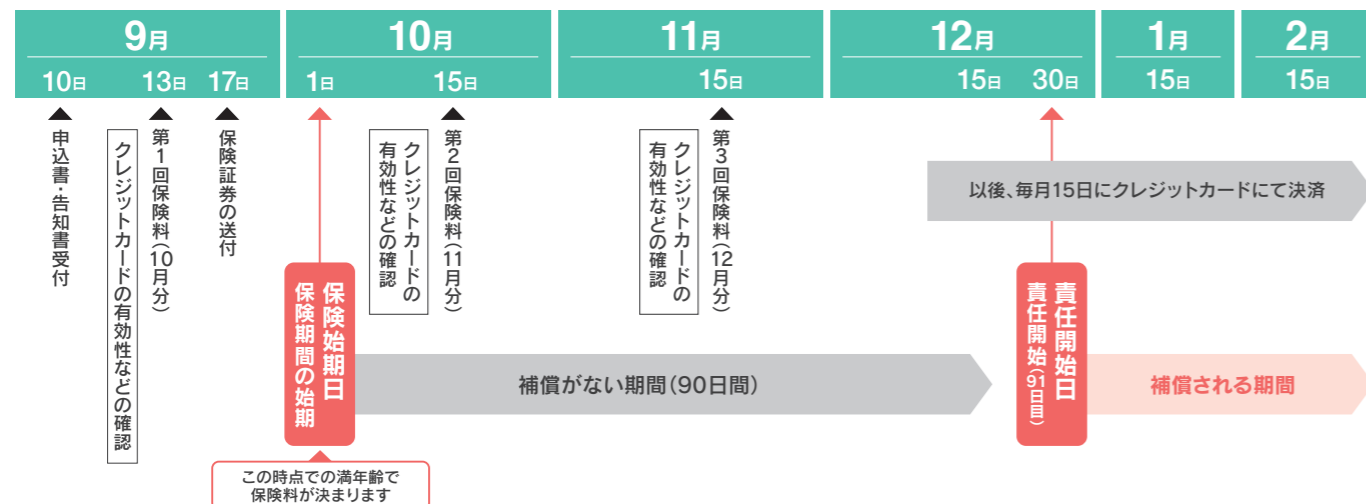 9月
10日 13日 17日
10月
1日 15日
11月
15日
12月
15日 30日
1月
15日
2月
15日
申込書・告知書受付
第1回保険料(10月分)
クレジットカードの有効性などの確認
保険証券の送付
保険始期日
保険期間の始期
第2回保険料(11月分)
クレジットカードの
有効性などの確認
第3回保険料(12月分)
クレジットカードの
有効性などの確認
以後、毎月15日にクレジットカードにて決済
責任開始日
責任開始(91日目)
補償がない期間(90日間)
補償される期間
この時点での満年齢で
保険料が決まります